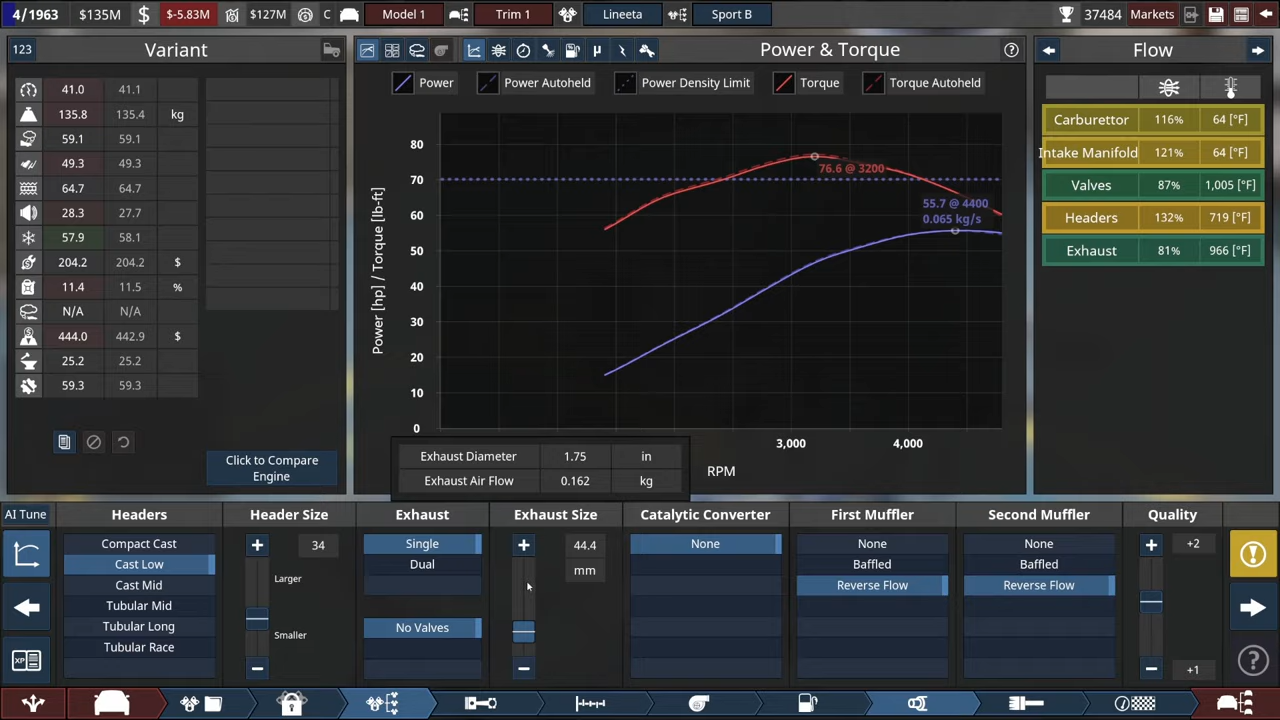 4/1963 $135M $-5.83M $127M C Model 1 Trim 1 Lineeta Sport B 37484 Markets
123 Variant
41.0 41.1
135.8 135.4 kg
59.1 59.1
49.3 49.3
64.7 64.7
28.3 27.7
57.9 58.1
204.2 204.2 $
11.4 11.5 %
N/A N/A
444.0 442.9 $
25.2 25.2
59.3 59.3
Click to Compare
Engine
Power & Torque
Power Power Autoheld Power Density Limit Torque Torque Autoheld
Power [hp] / Torque [lb-ft]
80
70
60
50
40
30
20
10
0
76.6 @ 3200
55.7 @ 4400
0.065 kg/s
3,000 4,000
RPM
Exhaust Diameter 1.75 in
Exhaust Air Flow 0.162 kg
Flow
Carburettor 116% 64 [°F]
Intake Manifold 121% 64 [°F]
Valves 87% 1,005 [°F]
Headers 132% 719 [°F]
Exhaust 81% 966 [°F]
AI Tune
Headers
Compact Cast
Cast Low
Cast Mid
Tubular Mid
Tubular Long
Tubular Race
Header Size
34
Larger
Smaller
Exhaust
Single
Dual
No Valves
Exhaust Size
44.4
mm
Catalytic Converter
None
First Muffler
None
Baffled
Reverse Flow
Second Muffler
None
Baffled
Reverse Flow
Quality
+2
+1
XP